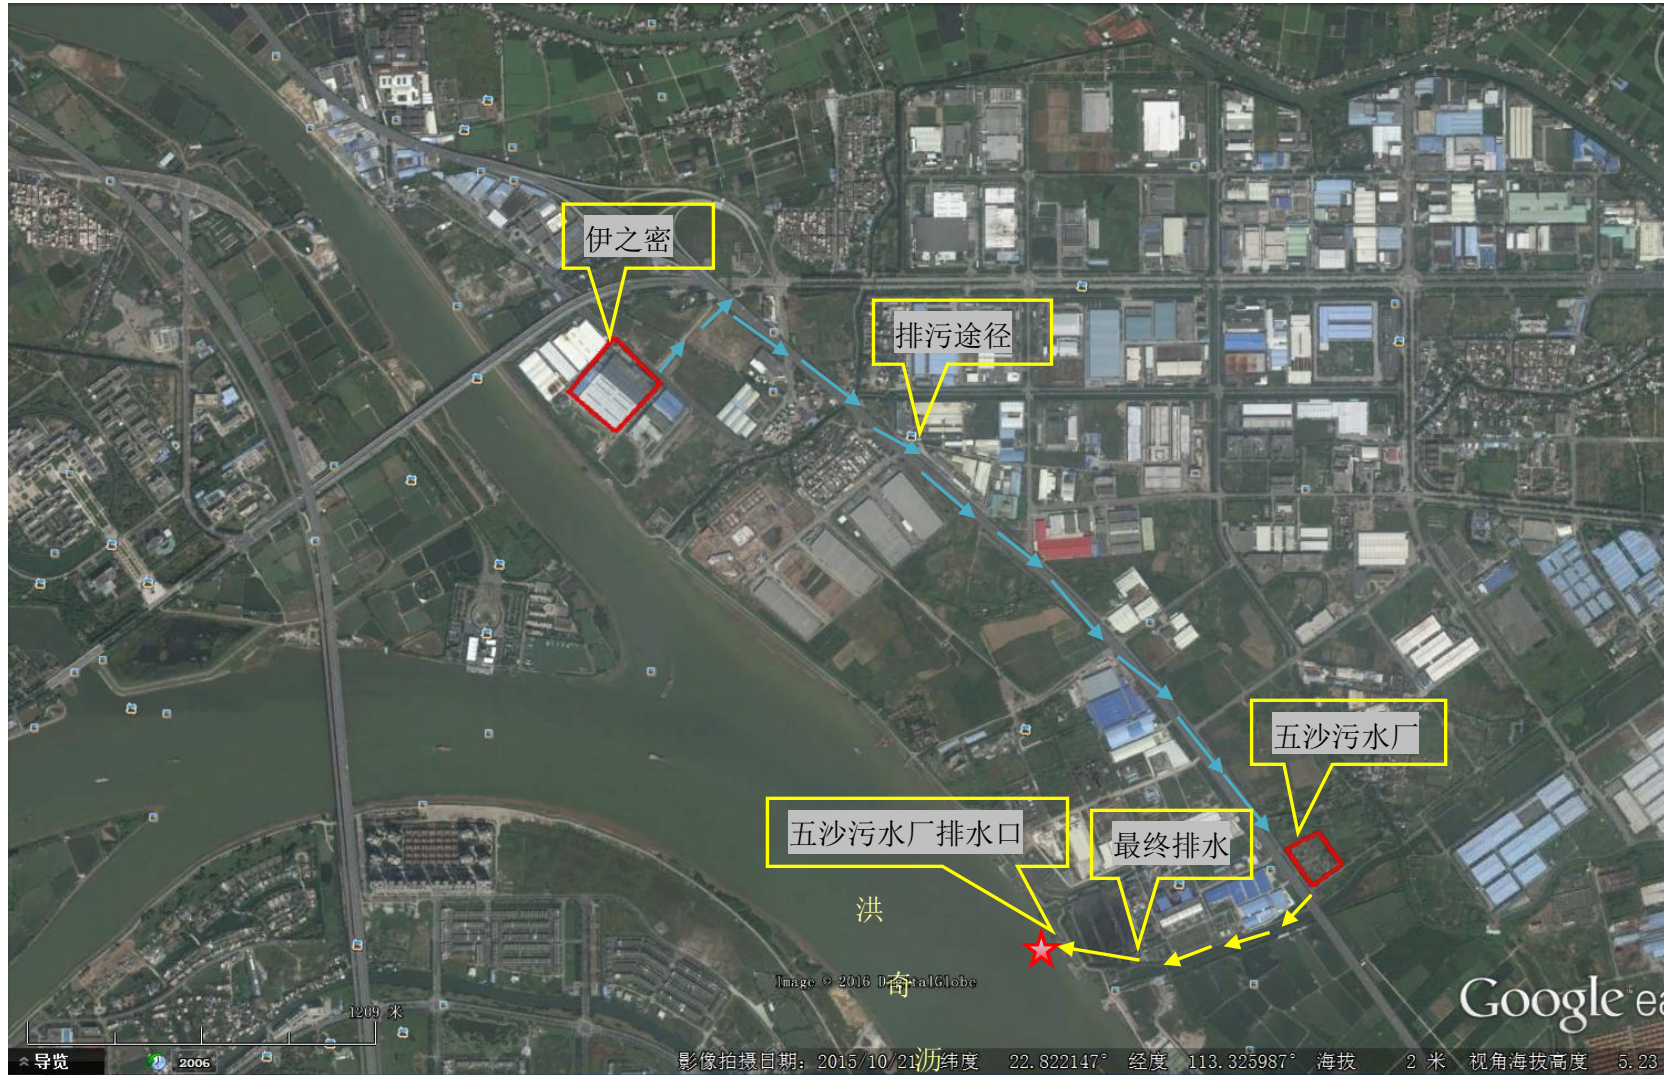 伊之密
排污途径
五沙污水厂
五沙污水厂排水口
最终排水
洪
奇
沥
Image © 2016 DigitalGlobe
Google ea
1209 米
导览
2006
影像拍摄日期: 2015/10/21 纬度 22.822147° 经度 113.325987° 海拔 2 米 视角海拔高度 5.23